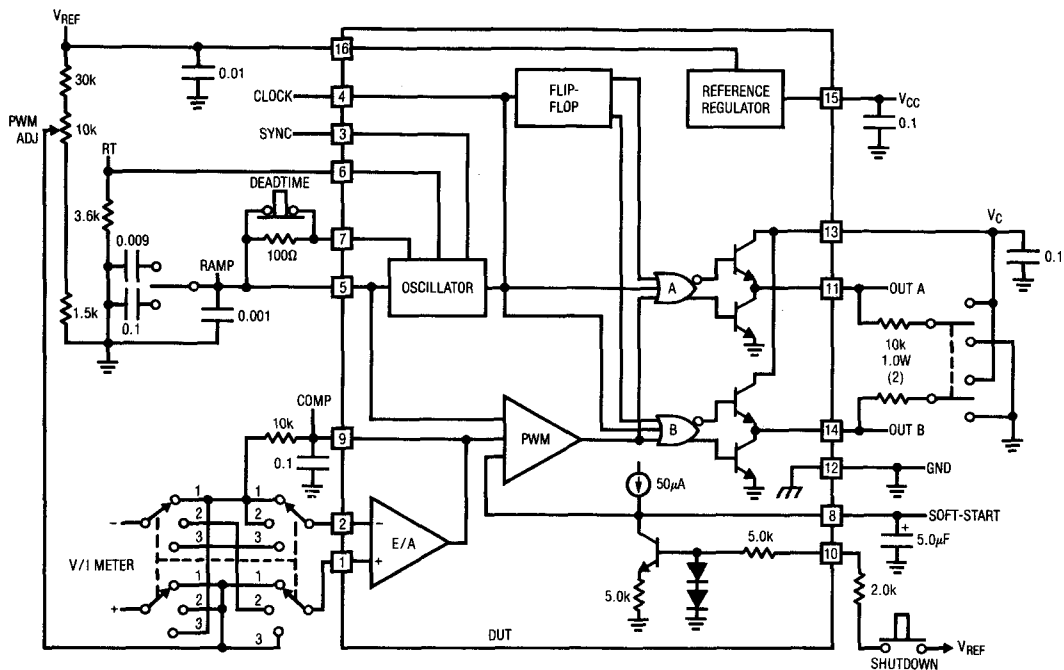 VREF
16
0.01
30k
CLOCK
4
FLIP-
FLOP
REFERENCE
REGULATOR
15
VCC
0.1
PWM
ADJ
10k
SYNC
3
RT
6
DEADTIME
3.6k
7
100Ω
0.009
RAMP
5
OSCILLATOR
0.1
1.5k
0.001
A
13
VC
0.1
11
OUT A
10k
1.0W
(2)
COMP
10k
9
0.1
PWM
B
14
OUT B
12
GND
50µA
8
SOFT-START
+
5.0µF
1
1
2
2
3
3
−
2
−
E/A
1
+
V/I METER
1
1
2
2
+
3
3
5.0k
10
5.0k
2.0k
DUT
SHUTDOWN
VREF